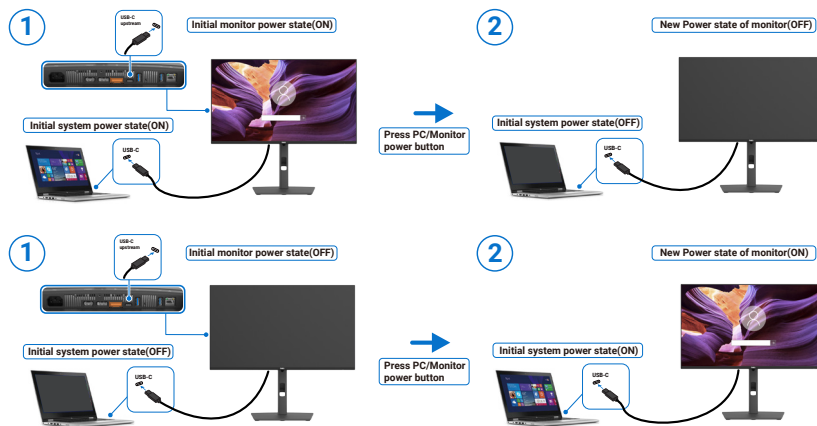 1
USB-C
upstream
Initial monitor power state(ON)
Initial system power state(ON)
USB-C
Press PC/Monitor
power button
2
New Power state of monitor(OFF)
Initial system power state(OFF)
USB-C
1
USB-C
upstream
Initial monitor power state(OFF)
Initial system power state(OFF)
USB-C
Press PC/Monitor
power button
2
New Power state of monitor(ON)
Initial system power state(ON)
USB-C